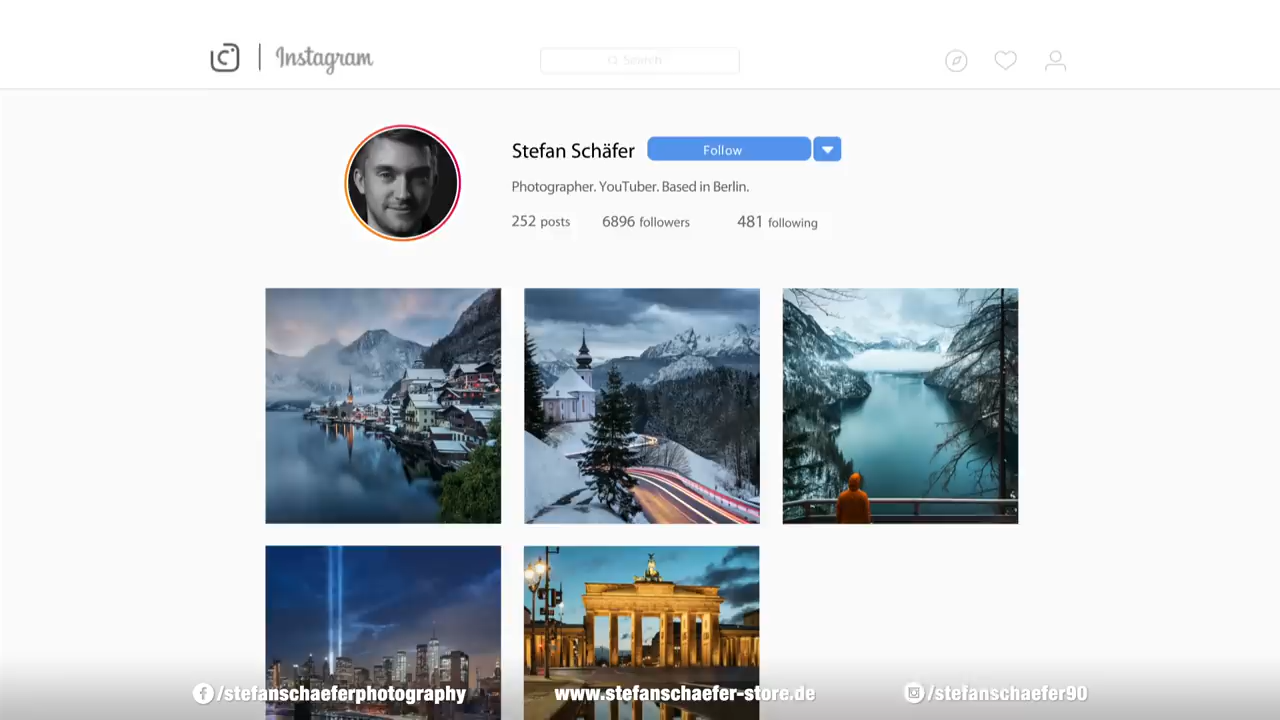 Instagram
Search
Stefan Schäfer
Follow
Photographer. YouTuber. Based in Berlin.
252 posts 6896 followers 481 following
/stefanschaeferphotography www.stefanschaefer-store.de /stefanschaefer90